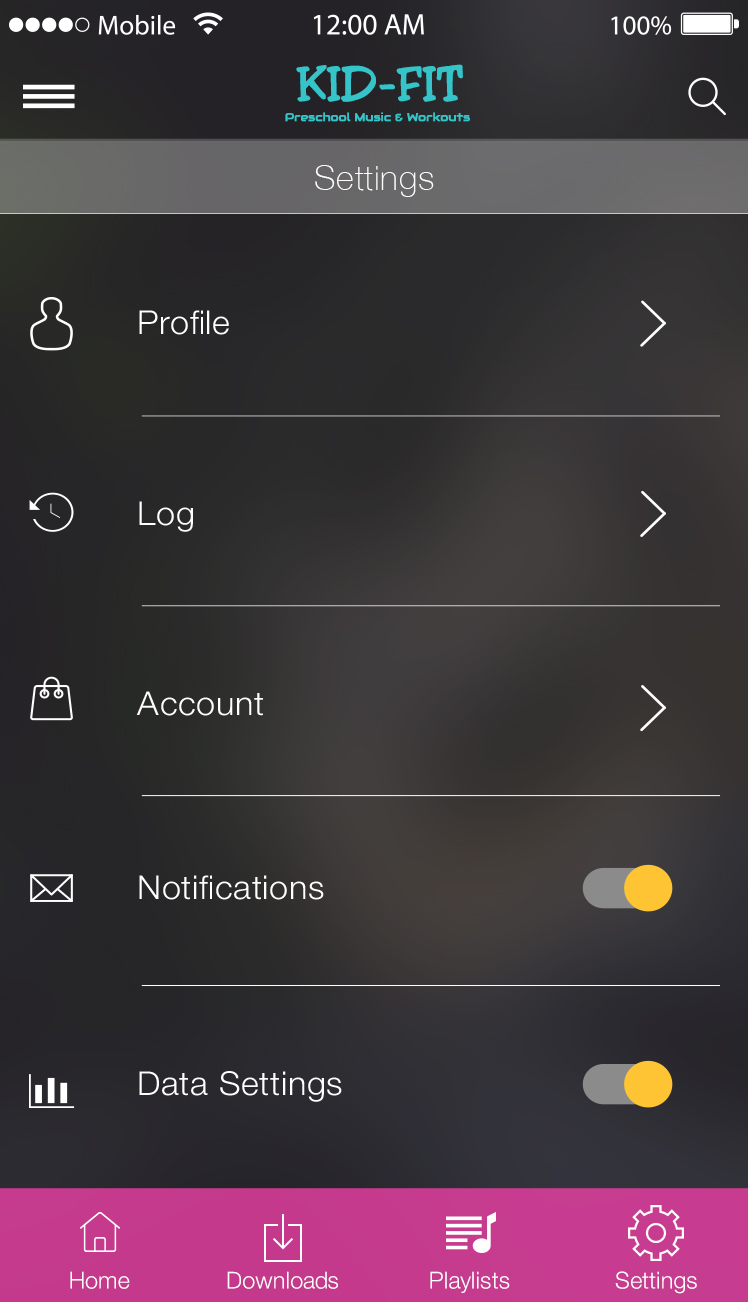 Mobile 12:00 AM 100%
KID-FIT
Preschool Music & Workouts
Settings
Profile
Log
Account
Notifications
Data Settings
Home Downloads Playlists Settings